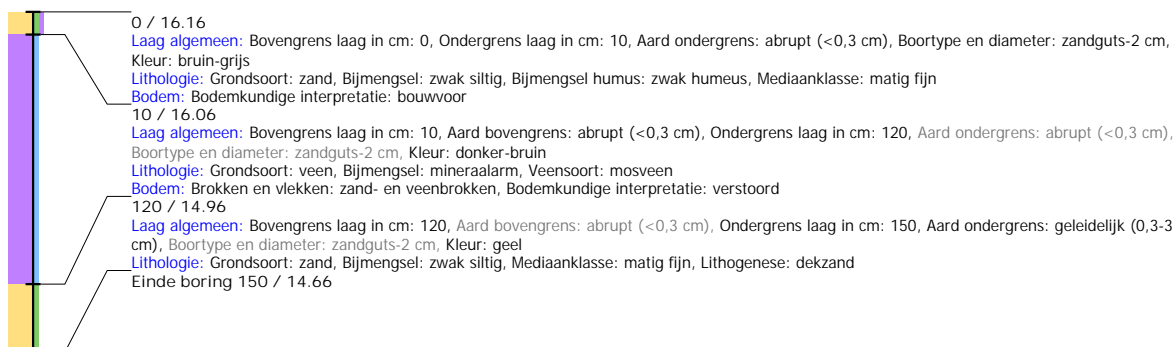 0 / 16.16
Laag algemeen: Bovengrens laag in cm: 0, Ondergrens laag in cm: 10, Aard ondergrens: abrupt (<0,3 cm), Boortype en diameter: zandguts-2 cm,
Kleur: bruin-grijs
Lithologie: Grondsoort: zand, Bijmengsel: zwak siltig, Bijmengsel humus: zwak humeus, Mediaanklasse: matig fijn
Bodem: Bodemkundige interpretatie: bouwvoor
10 / 16.06
Laag algemeen: Bovengrens laag in cm: 10, Aard bovengrens: abrupt (<0,3 cm), Ondergrens laag in cm: 120, Aard ondergrens: abrupt (<0,3 cm),
Boortype en diameter: zandguts-2 cm, Kleur: donker-bruin
Lithologie: Grondsoort: veen, Bijmengsel: mineraalarm, Veensoort: mosveen
Bodem: Brokken en vlekken: zand- en veenbrokken, Bodemkundige interpretatie: verstoord
120 / 14.96
Laag algemeen: Bovengrens laag in cm: 120, Aard bovengrens: abrupt (<0,3 cm), Ondergrens laag in cm: 150, Aard ondergrens: geleidelijk (0,3-3
cm), Boortype en diameter: zandguts-2 cm, Kleur: geel
Lithologie: Grondsoort: zand, Bijmengsel: zwak siltig, Mediaanklasse: matig fijn, Lithogenese: dekzand
Einde boring 150 / 14.66